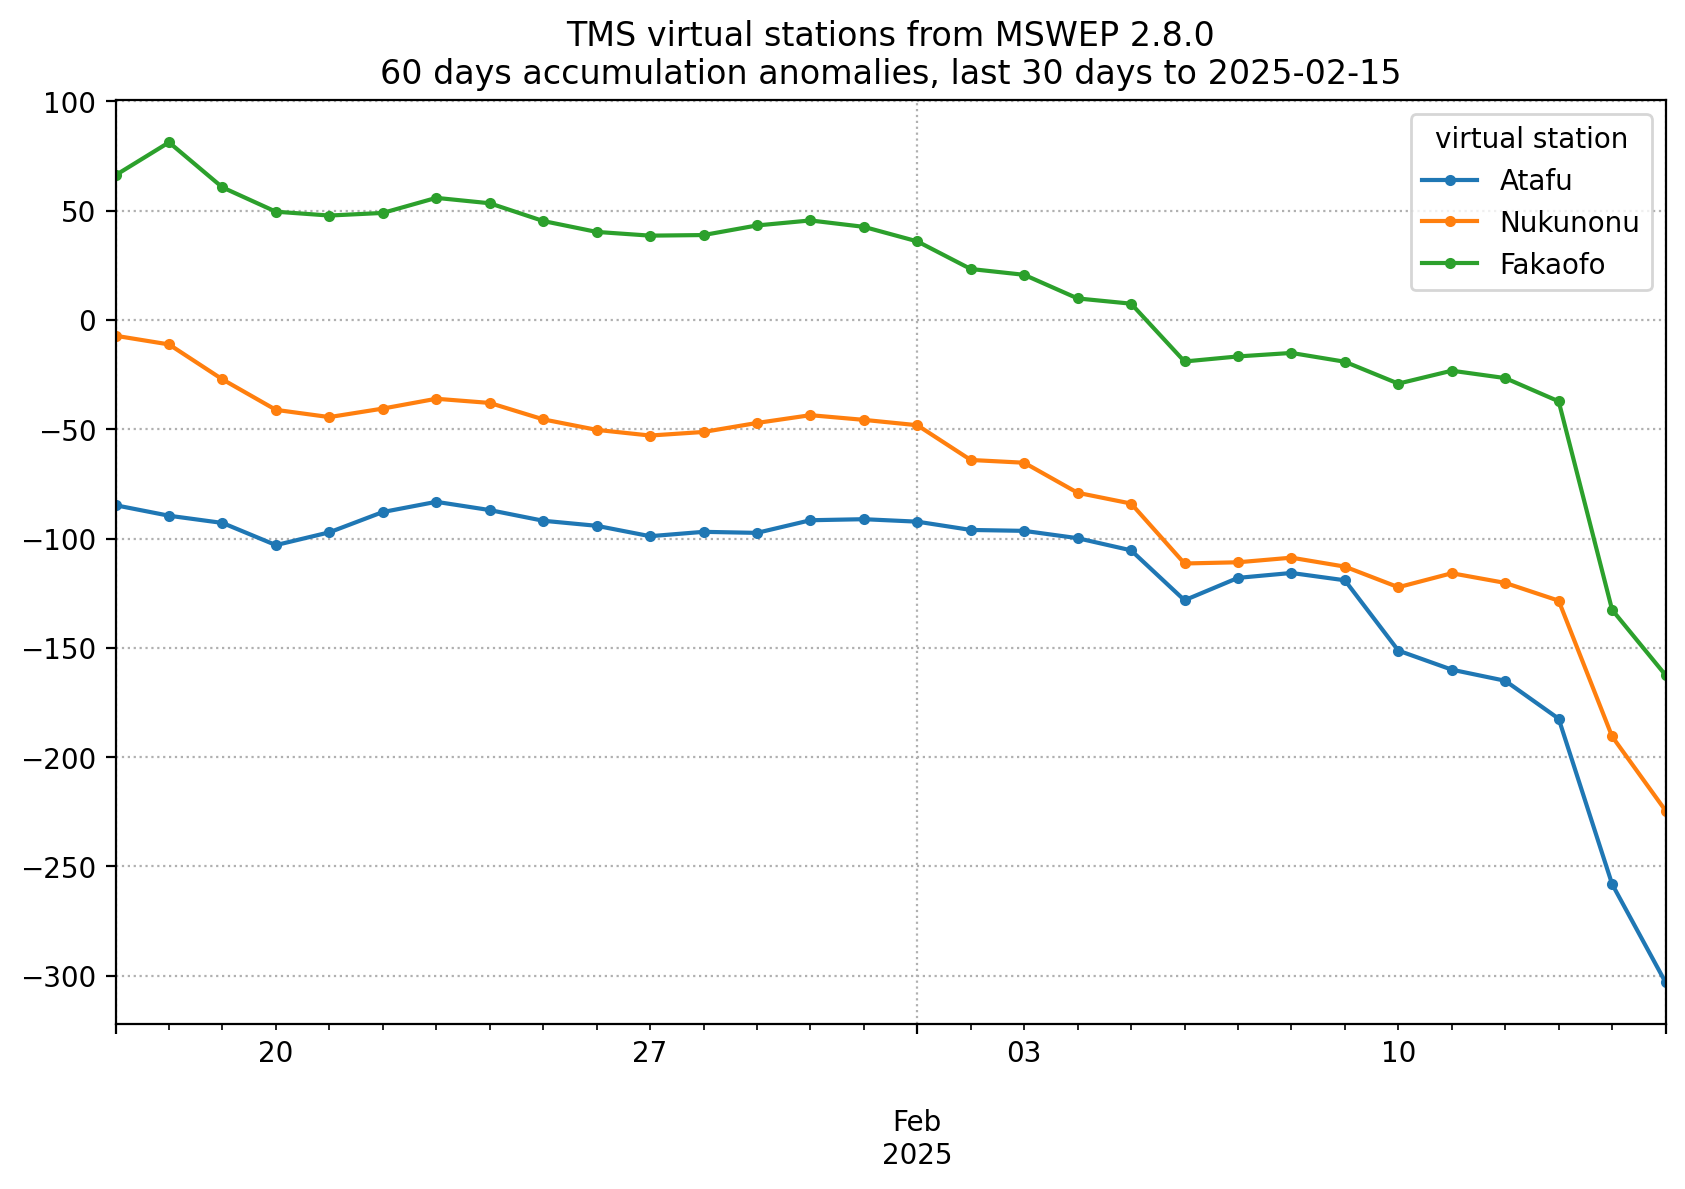 TMS virtual stations from MSWEP 2.8.0
60 days accumulation anomalies, last 30 days to 2025-02-15
virtual station
Atafu
Nukunonu
Fakaofo
100
50
0
−50
−100
−150
−200
−250
−300
20
27
03
10
Feb
2025